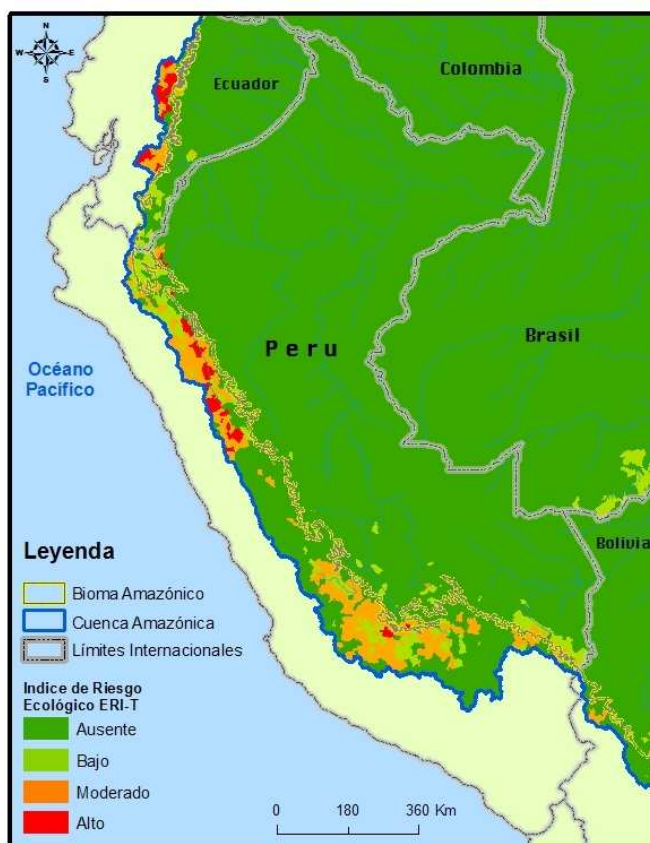 N
W E
S
Ecuador
Colombia
Peru
Brasil
Océano
Pacífico
Bolivia
Leyenda
Bioma Amazónico
Cuenca Amazónica
Límites Internacionales
Indice de Riesgo
Ecológico ERI-T
Ausente
Bajo
Moderado
Alto
0 180 360 Km